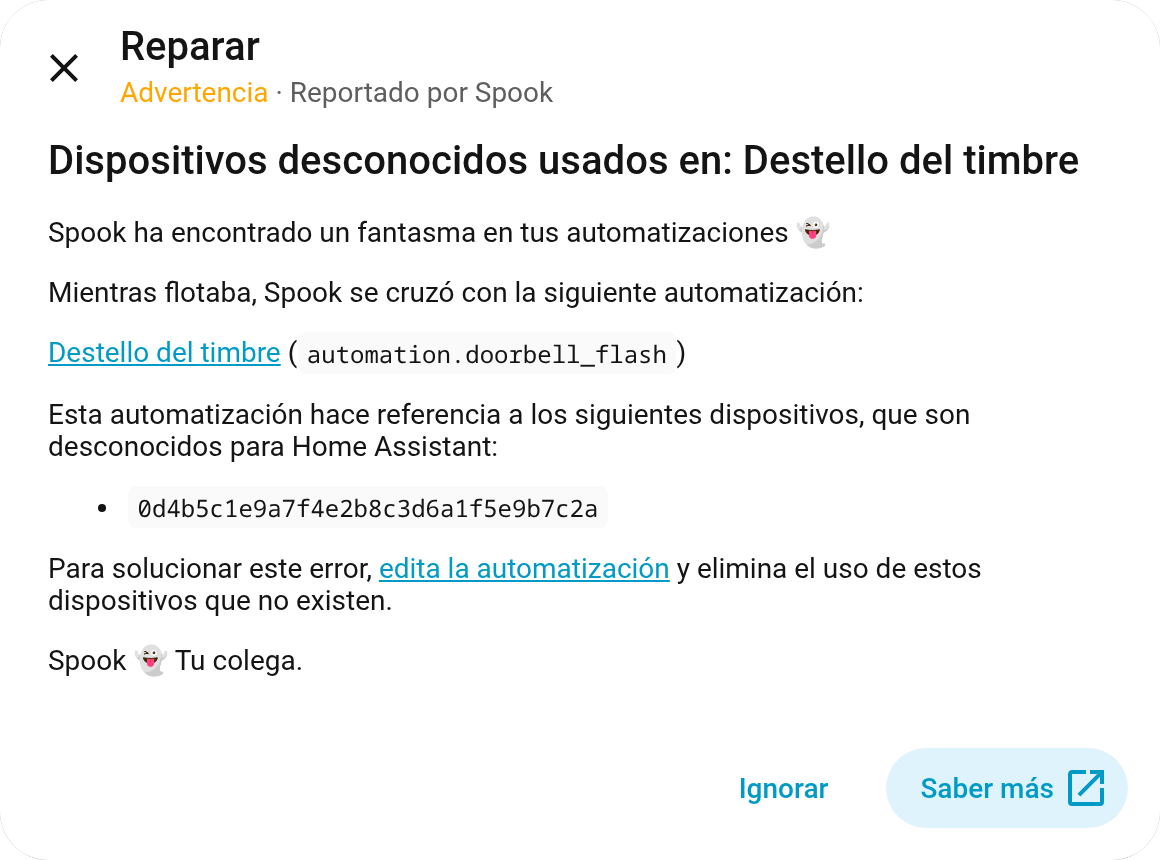 Reparar
Advertencia · Reportado por Spook
Dispositivos desconocidos usados en: Destello del timbre
Spook ha encontrado un fantasma en tus automatizaciones 👻
Mientras flotaba, Spook se cruzó con la siguiente automatización:
Destello del timbre (automation.doorbell_flash)
Esta automatización hace referencia a los siguientes dispositivos, que son
desconocidos para Home Assistant:
• 0d4b5c1e9a7f4e2b8c3d6a1f5e9b7c2a
Para solucionar este error, edita la automatización y elimina el uso de estos
dispositivos que no existen.
Spook 👻 Tu colega.
Ignorar
Saber más